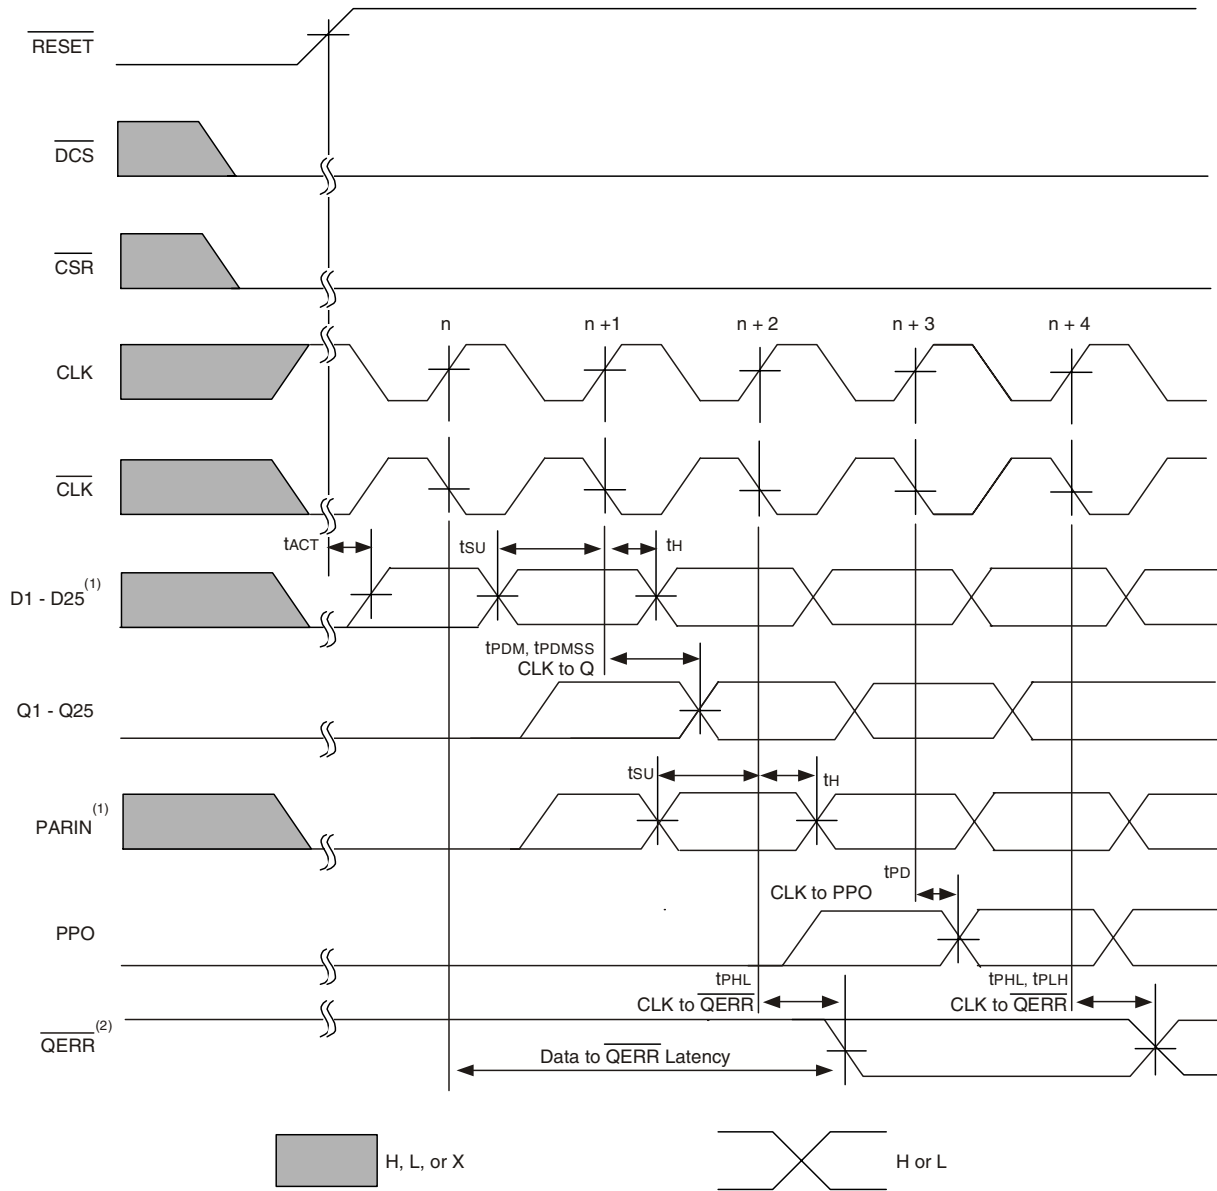 RESET
DCS
CSR
n n +1 n + 2 n + 3 n + 4
CLK
CLK
tACT tSU tH
D1 - D25(1)
tPDM, tPDMSS
CLK to Q
Q1 - Q25
tSU tH
PARIN(1)
tPD
CLK to PPO
PPO
tPHL tPHL, tPLH
CLK to QERR CLK to QERR
QERR(2)
Data to QERR Latency
H, L, or X H or L